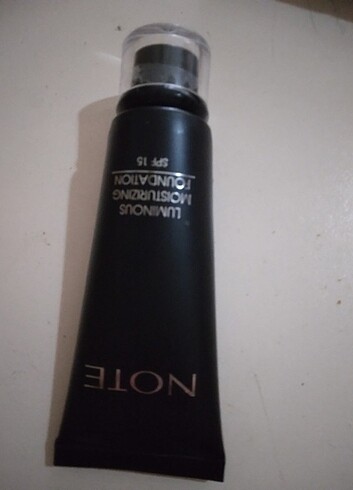 NOTE
LUMINOUS
MOISTURIZING
FOUNDATION
SPF 15